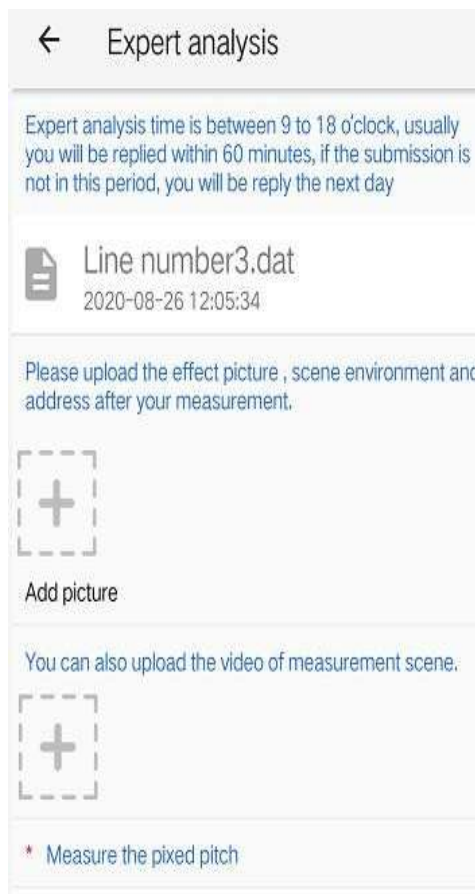 Expert analysis
Expert analysis time is between 9 to 18 o'clock, usually
you will be replied within 60 minutes, if the submission is
not in this period, you will be reply the next day
Line number3.dat
2020-08-26 12:05:34
Please upload the effect picture , scene environment and
address after your measurement.
Add picture
You can also upload the video of measurement scene.
* Measure the pixed pitch